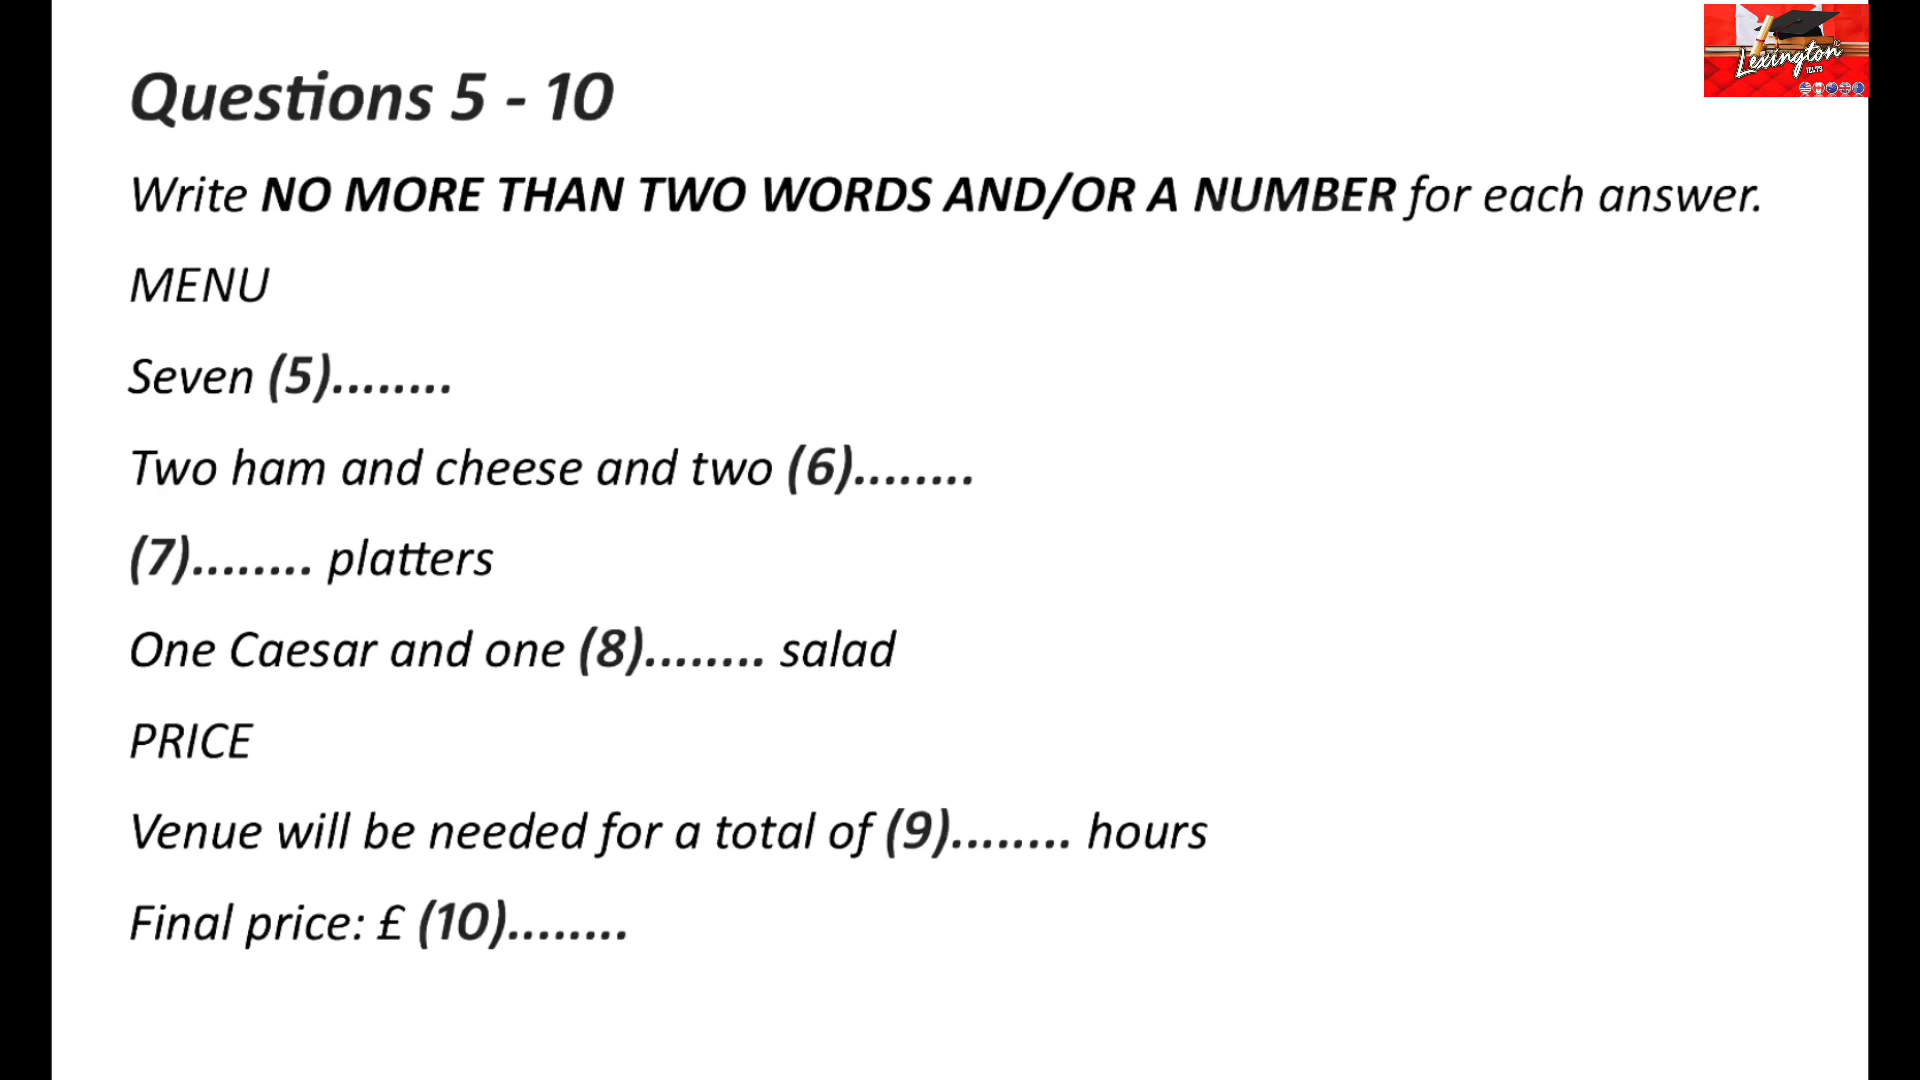 Lexington
IELTS
Questions 5 - 10
Write NO MORE THAN TWO WORDS AND/OR A NUMBER for each answer.
MENU
Seven (5)........
Two ham and cheese and two (6)........
(7)........ platters
One Caesar and one (8)........ salad
PRICE
Venue will be needed for a total of (9)........ hours
Final price: £ (10)........